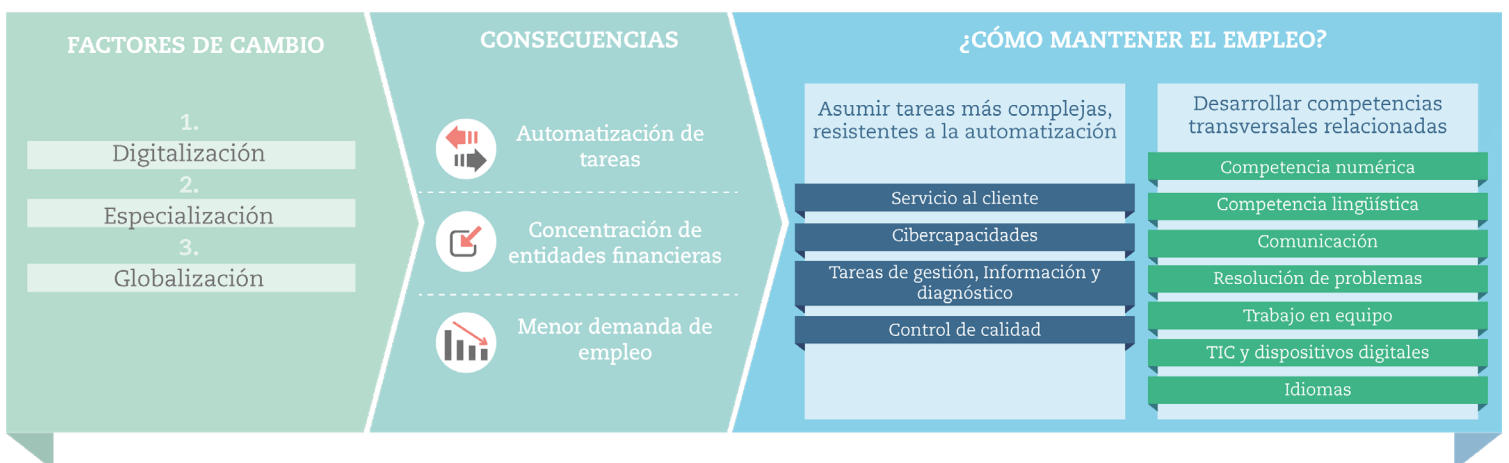 FACTORES DE CAMBIO
1.
Digitalización
2.
Especialización
3.
Globalización
CONSECUENCIAS
Automatización de
tareas
Concentración de
entidades financieras
Menor demanda de
empleo
¿CÓMO MANTENER EL EMPLEO?
Asumir tareas más complejas,
resistentes a la automatización
Servicio al cliente
Cibercapacidades
Tareas de gestión, Información y
diagnóstico
Control de calidad
Desarrollar competencias
transversales relacionadas
Competencia numérica
Competencia lingüística
Comunicación
Resolución de problemas
Trabajo en equipo
TIC y dispositivos digitales
Idiomas